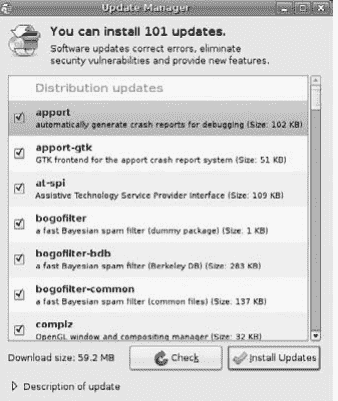 Update Manager
You can install 101 updates.
Software updates correct errors, eliminate
security vulnerabilities and provide new features.
Distribution updates
apport
automatically generate crash reports for debugging (Size: 102 KB)
apport-gtk
GTK frontend for the apport crash report system (Size: 51 KB)
at-spi
Assistive Technology Service Provider Interface (Size: 109 KB)
bogofilter
a fast Bayesian spam filter (dummy package) (Size: 1 KB)
bogofilter-bdb
a fast Bayesian spam filter (Berkeley DB) (Size: 283 KB)
bogofilter-common
a fast Bayesian spam filter (common files) (Size: 137 KB)
compiz
OpenGL window and compositing manager (Size: 32 KB)
Download size: 59.2 MB
Check
Install Updates
Description of update